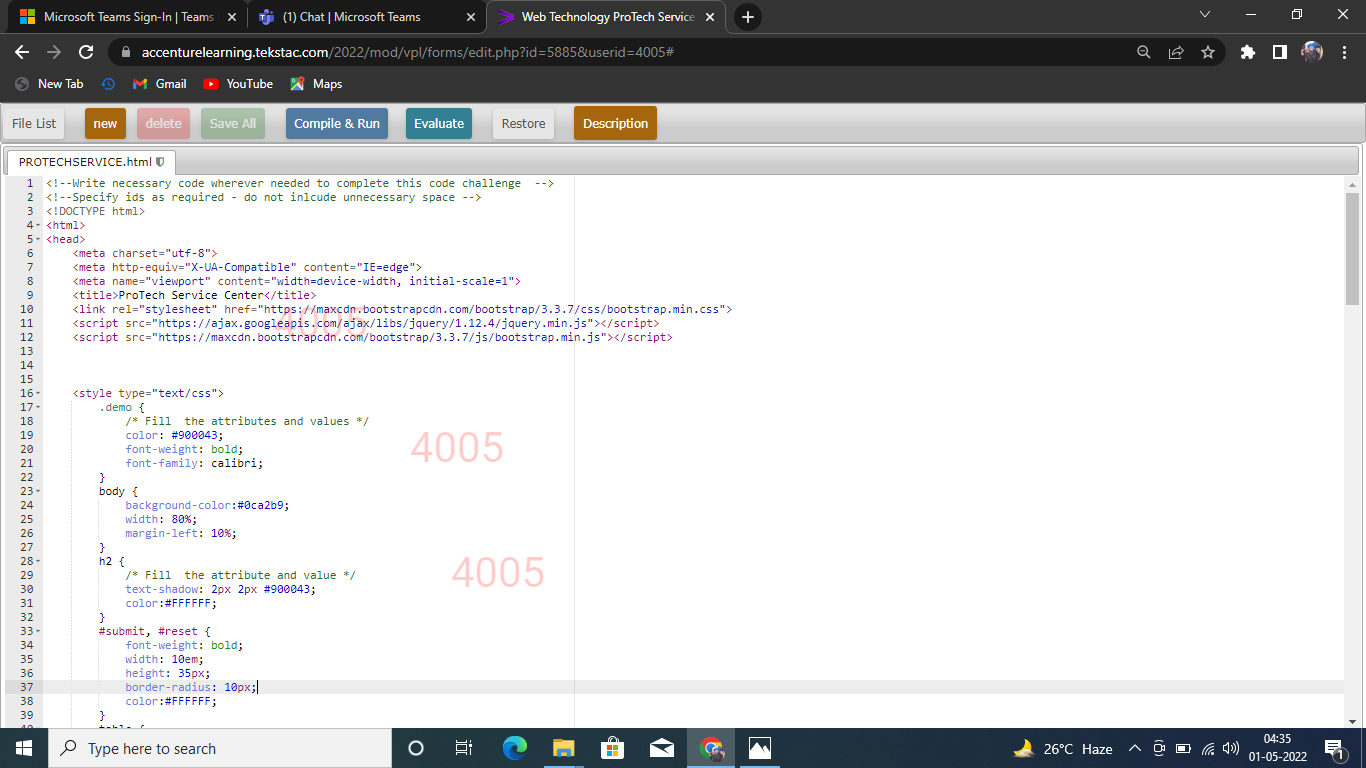 Microsoft Teams Sign-In | Teams
(1) Chat | Microsoft Teams
Web Technology ProTech Service
accenturelearning.tekstac.com/2022/mod/vpl/forms/edit.php?id=5885&userid=4005#
New Tab
Gmail
YouTube
Maps
File List
new
delete
Save All
Compile & Run
Evaluate
Restore
Description
PROTECHSERVICE.html
1 <!--Write necessary code wherever needed to complete this code challenge  -->
2 <!--Specify ids as required - do not inlcude unnecessary space -->
3 <!DOCTYPE html>
4 <html>
5 <head>
6 <meta charset="utf-8">
7 <meta http-equiv="X-UA-Compatible" content="IE=edge">
8 <meta name="viewport" content="width=device-width, initial-scale=1">
9 <title>ProTech Service Center</title>
10 <link rel="stylesheet" href="https://maxcdn.bootstrapcdn.com/bootstrap/3.3.7/css/bootstrap.min.css">
11 <script src="https://ajax.googleapis.com/ajax/libs/jquery/1.12.4/jquery.min.js"></script>
12 <script src="https://maxcdn.bootstrapcdn.com/bootstrap/3.3.7/js/bootstrap.min.js"></script>
4005
13
14
15
16 <style type="text/css">
17 .demo {
18 /* Fill  the attributes and values */
19 color: #900043;
20 font-weight: bold;
4005
21 font-family: calibri;
22 }
23 body {
24 background-color:#0ca2b9;
25 width: 80%;
26 margin-left: 10%;
27 }
28 h2 {
29 /* Fill  the attribute and value */
4005
30 text-shadow: 2px 2px #900043;
31 color:#FFFFFF;
32 }
33 #submit, #reset {
34 font-weight: bold;
35 width: 10em;
36 height: 35px;
37 border-radius: 10px;
38 color:#FFFFFF;
39 }
40 table {
Type here to search
26°C Haze
04:35
01-05-2022
1